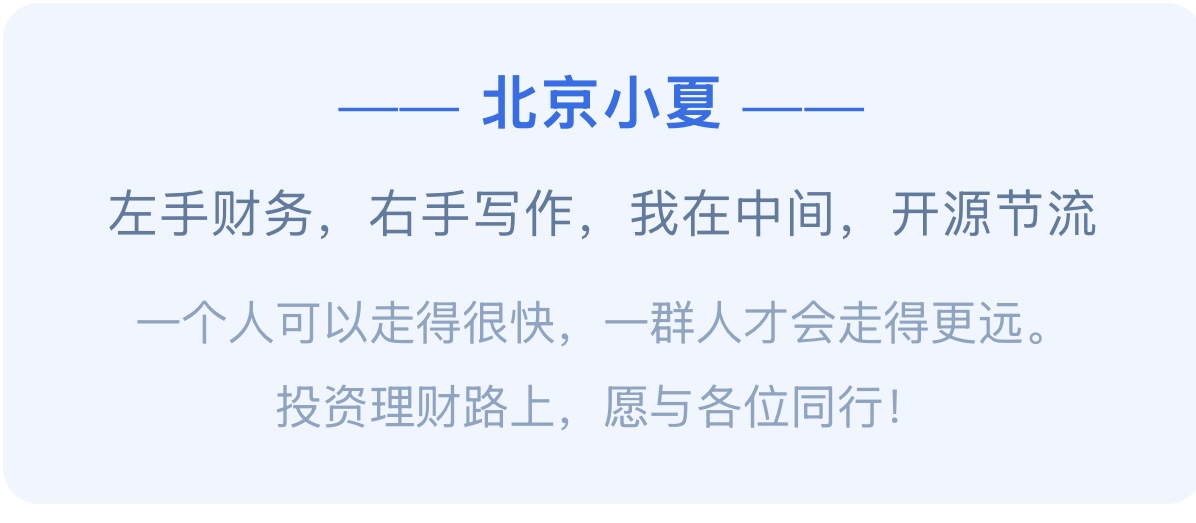 —— 北京小夏 ——
左手财务，右手写作，我在中间，开源节流
一个人可以走得很快，一群人才会走得更远。
投资理财路上，愿与各位同行！